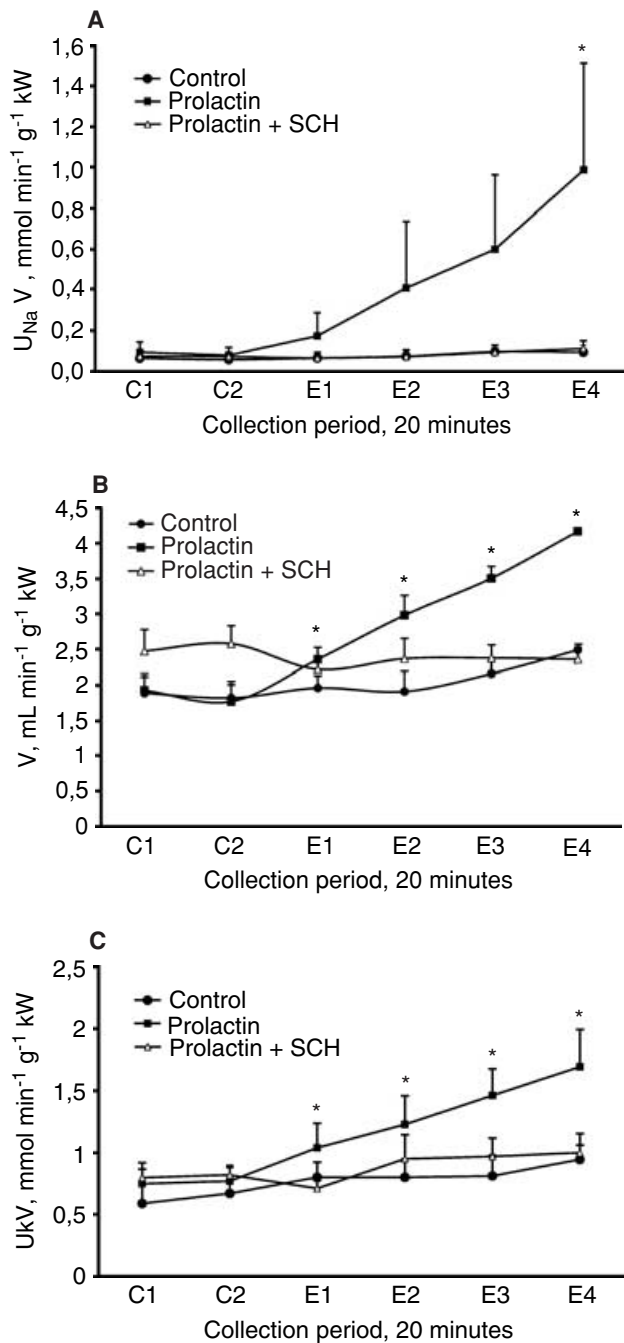 A
1,6
1,4
1,2
1,0
0,8
0,6
0,4
0,2
0,0
U_Na V , mmol min⁻¹ g⁻¹ kW
Control
Prolactin
Prolactin + SCH
*
C1 C2 E1 E2 E3 E4
Collection period, 20 minutes
B
4,5
4
3,5
3
2,5
2
1,5
1
0,5
0
V, mL min⁻¹ g⁻¹ kW
Control
Prolactin
Prolactin + SCH
* * * *
C1 C2 E1 E2 E3 E4
Collection period, 20 minutes
C
2,5
2
1,5
1
0,5
0
UkV, mmol min⁻¹ g⁻¹ kW
Control
Prolactin
Prolactin + SCH
* * * *
C1 C2 E1 E2 E3 E4
Collection period, 20 minutes